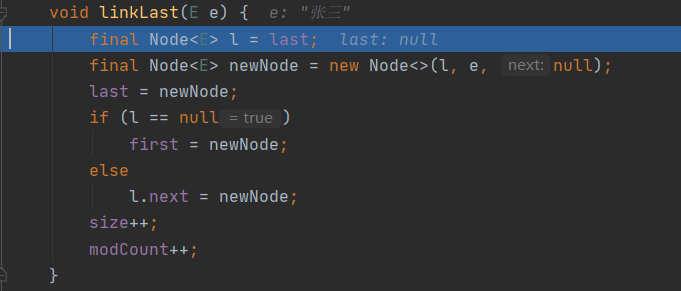 void linkLast(E e) {  e: "张三"
final Node<E> l = last;  last: null
final Node<E> newNode = new Node<>(l, e, next: null);
last = newNode;
if (l == null = true )
first = newNode;
else
l.next = newNode;
size++;
modCount++;
}